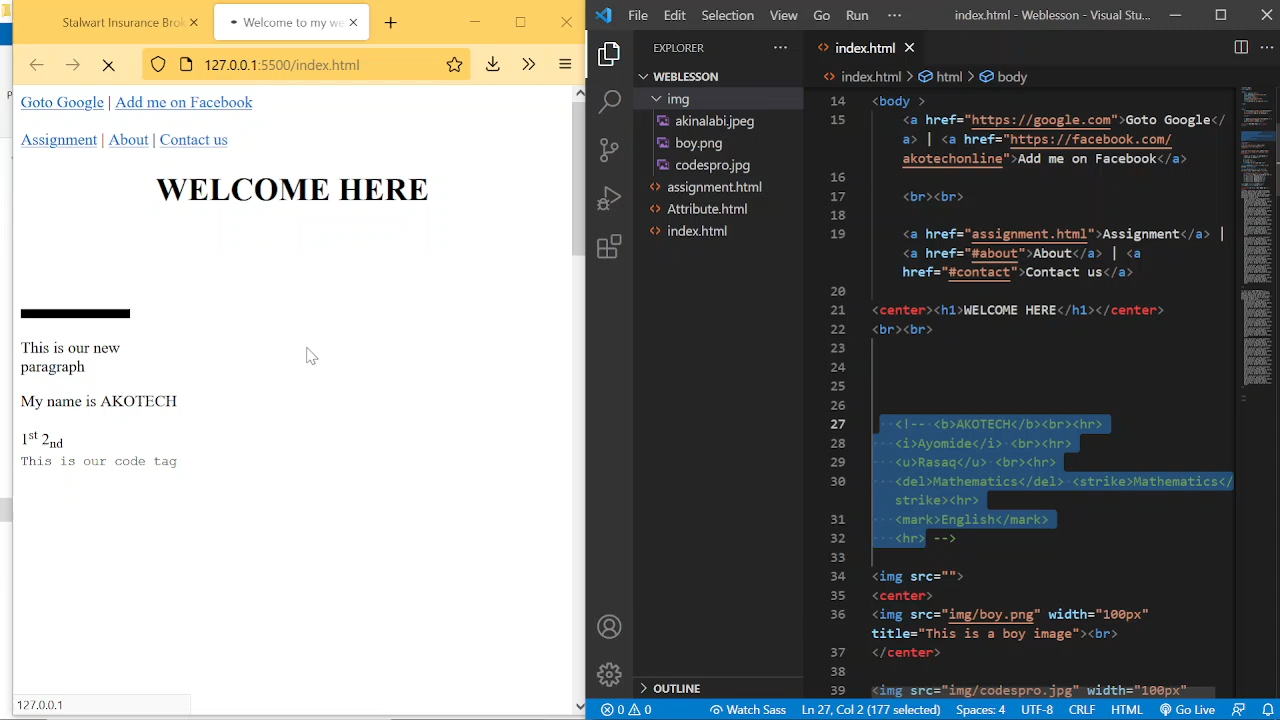 Stalwart Insurance Brok
Welcome to my we
127.0.0.1:5500/index.html
Goto Google | Add me on Facebook
Assignment | About | Contact us
WELCOME HERE
This is our new
paragraph
My name is AKOTECH
1st 2nd
This is our code tag
127.0.0.1
File Edit Selection View Go Run ··· index.html - Weblesson - Visual Stu...
EXPLORER
WEBLESSON
img
akinalabi.jpeg
boy.png
codespro.jpg
assignment.html
Attribute.html
index.html
OUTLINE
index.html
index.html > html > body
14 <body >
15 <a href="https://google.com">Goto Google</
a> | <a href="https://facebook.com/
akotechonline">Add me on Facebook</a>
16
17 <br><br>
18
19 <a href="assignment.html">Assignment</a> |
<a href="#about">About</a> | <a
href="#contact">Contact us</a>
20
21 <center><h1>WELCOME HERE</h1></center>
22 <br><br>
23
24
25
26
27 <!-- <b>AKOTECH</b><br><hr>
28 <i>Ayomide</i> <br><hr>
29 <u>Rasaq</u> <br><hr>
30 <del>Mathematics</del> <strike>Mathematics</
strike><hr>
31 <mark>English</mark>
32 <hr> -->
33
34 <img src="">
35 <center>
36 <img src="img/boy.png" width="100px"
title="This is a boy image"><br>
37 </center>
38
39 <img src="img/codespro.jpg" width="100px"
0 0 Watch Sass Ln 27, Col 2 (177 selected) Spaces: 4 UTF-8 CRLF HTML Go Live